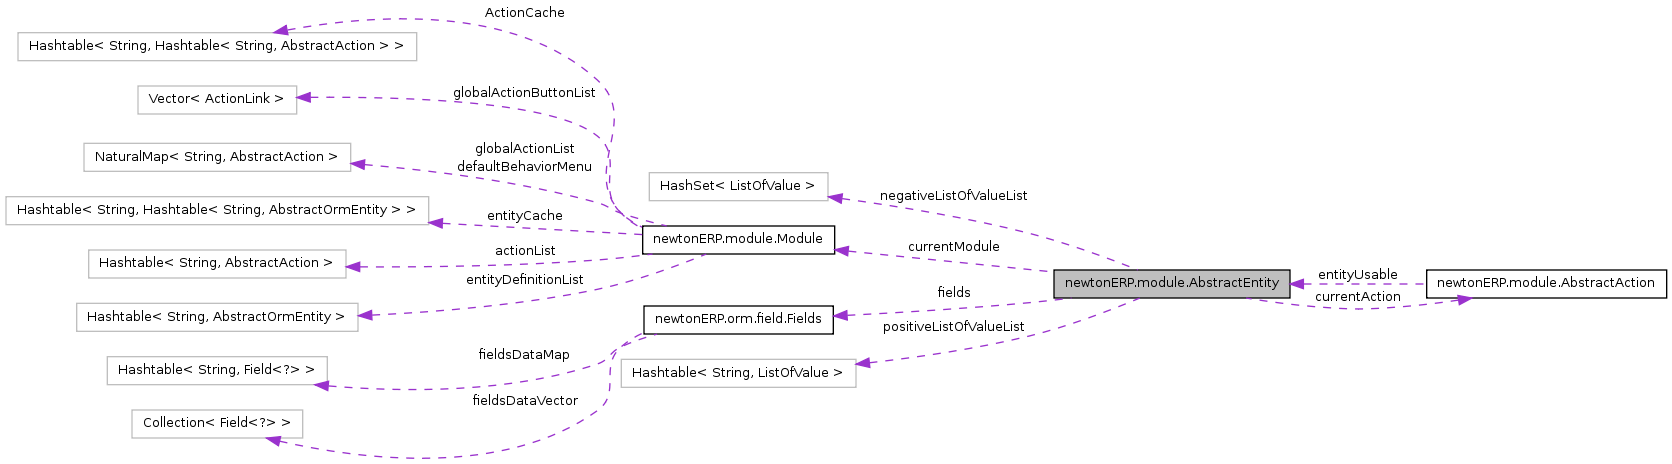 ActionCache
Hashtable< String, Hashtable< String, AbstractAction > >
globalActionButtonList
Vector< ActionLink >
globalActionList
defaultBehaviorMenu
NaturalMap< String, AbstractAction >
HashSet< ListOfValue >
negativeListOfValueList
Hashtable< String, Hashtable< String, AbstractOrmEntity > >
entityCache
newtonERP.module.Module
currentModule
actionList
Hashtable< String, AbstractAction >
entityDefinitionList
newtonERP.module.AbstractEntity
entityUsable
currentAction
newtonERP.module.AbstractAction
fields
Hashtable< String, AbstractOrmEntity >
newtonERP.orm.field.Fields
positiveListOfValueList
fieldsDataMap
Hashtable< String, Field<?> >
Hashtable< String, ListOfValue >
fieldsDataVector
Collection< Field<?> >